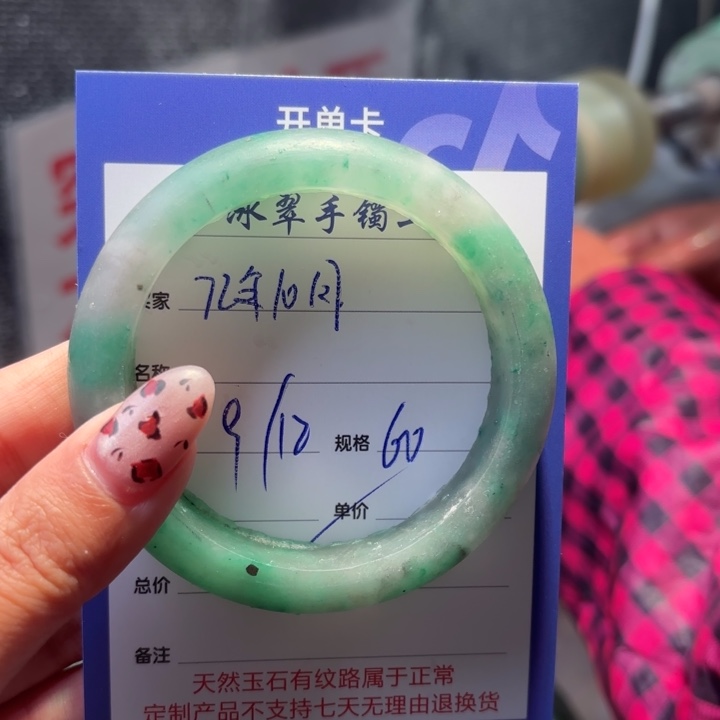 开单卡
冰翠手镯
买家 72年10月
名称
9/12 规格 60
单价
总价
备注
天然玉石有纹路属于正常
定制产品不支持七天无理由退换货